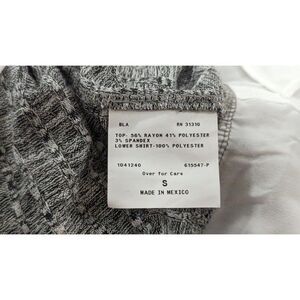 BLA RN 31310
TOP- 56% RAYON 41% POLYESTER
3% SPANDEX
LOWER SHIRT-100% POLYESTER
1041240 615547-P
Over for Care
S
MADE IN MEXICO